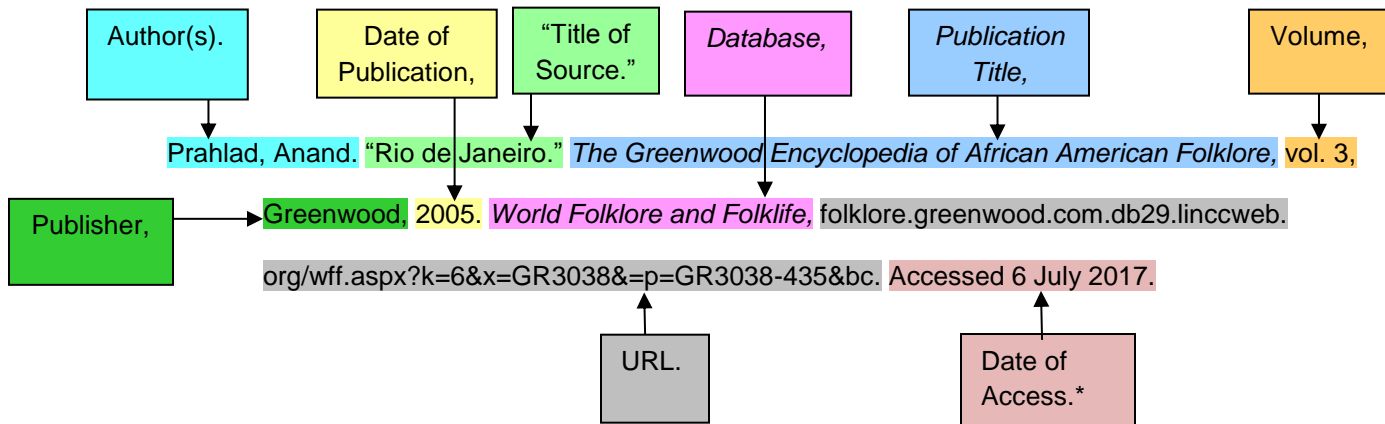 Author(s).
Date of
Publication,
“Title of
Source.”
Database,
Publication
Title,
Volume,
Prahlad, Anand. “Rio de Janeiro.” The Greenwood Encyclopedia of African American Folklore, vol. 3,
Publisher,
Greenwood, 2005. World Folklore and Folklife, folklore.greenwood.com.db29.linccweb.
org/wff.aspx?k=6&x=GR3038&=p=GR3038-435&bc. Accessed 6 July 2017.
URL.
Date of
Access.*